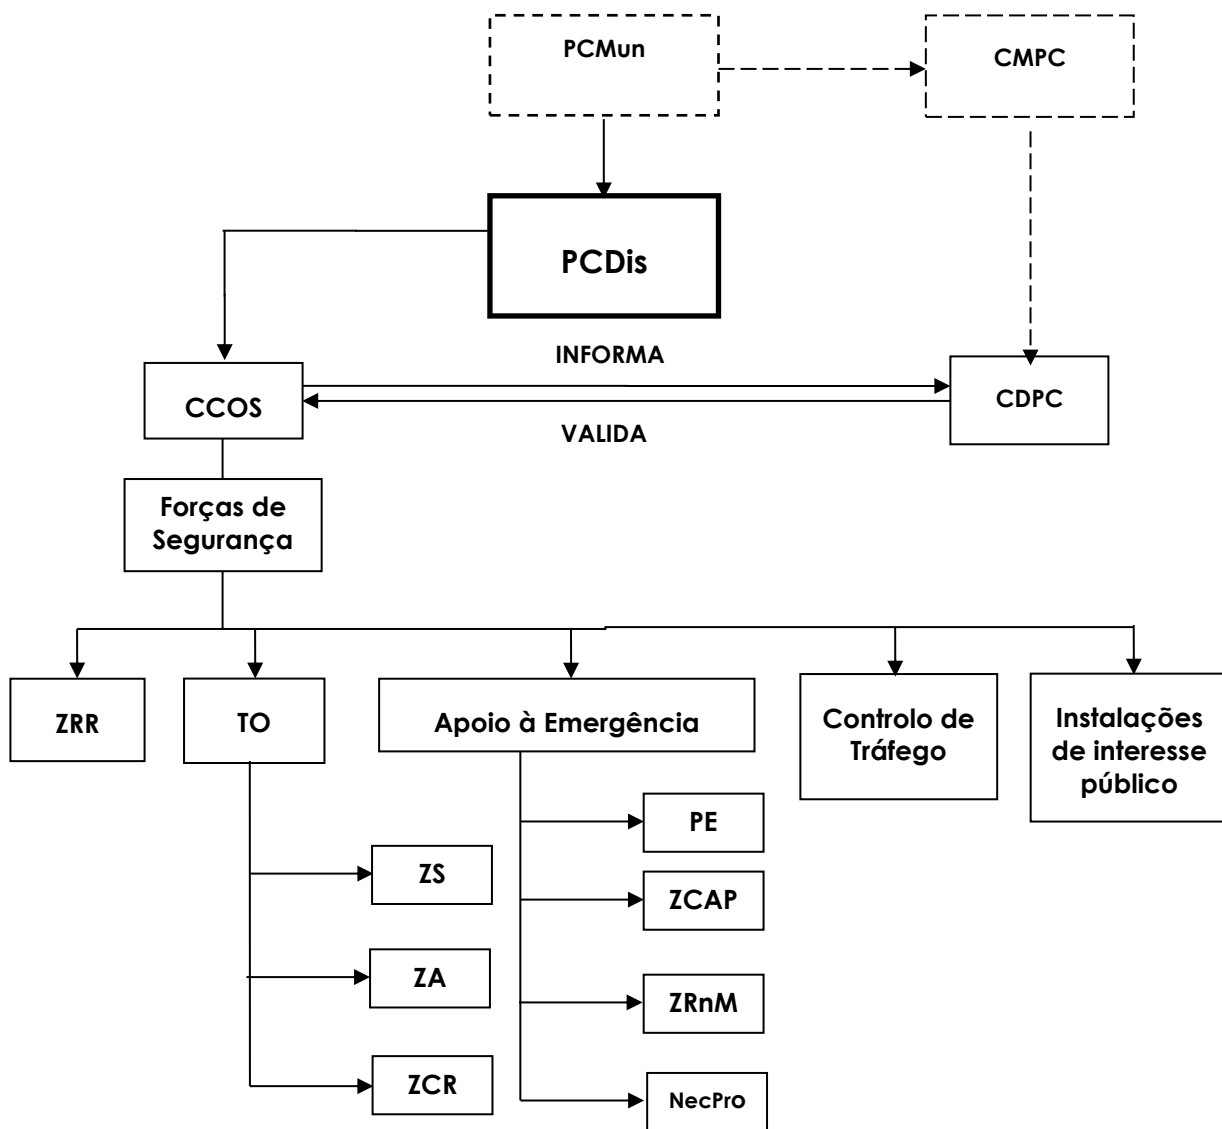 PCMun
CMPC
PCDis
INFORMA
CCOS
CDPC
VALIDA
Forças de
Segurança
ZRR
TO
Apoio à Emergência
Controlo de
Tráfego
Instalações
de interesse
público
PE
ZS
ZCAP
ZA
ZRnM
ZCR
NecPro